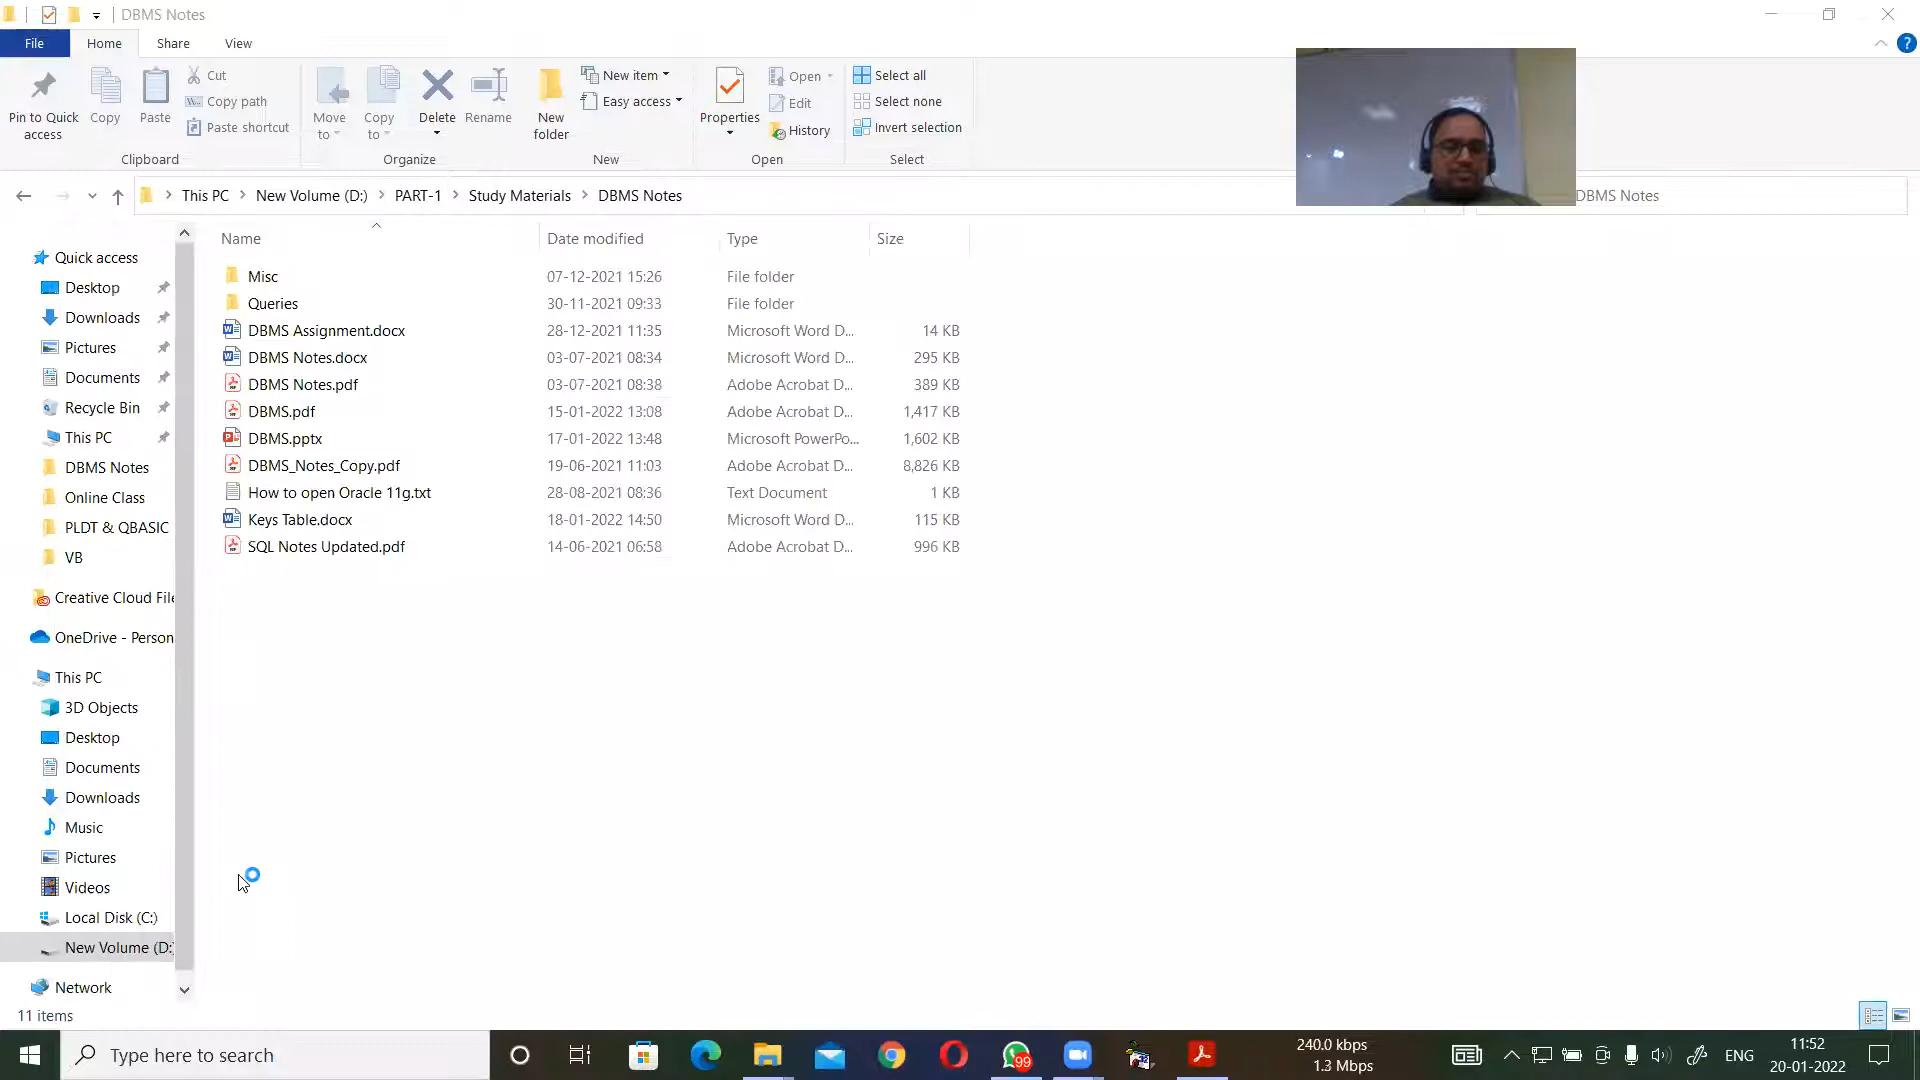 DBMS Notes
File Home Share View
Pin to Quick access
Copy
Paste
Cut
Copy path
Paste shortcut
Clipboard
Move to
Copy to
Delete
Rename
Organize
New folder
New item
Easy access
New
Properties
Open
Edit
History
Open
Select all
Select none
Invert selection
Select
This PC > New Volume (D:) > PART-1 > Study Materials > DBMS Notes
DBMS Notes
Quick access
Desktop
Downloads
Pictures
Documents
Recycle Bin
This PC
DBMS Notes
Online Class
PLDT & QBASIC
VB
Creative Cloud File
OneDrive - Person
This PC
3D Objects
Desktop
Documents
Downloads
Music
Pictures
Videos
Local Disk (C:)
New Volume (D:)
Network
Name Date modified Type Size
Misc 07-12-2021 15:26 File folder
Queries 30-11-2021 09:33 File folder
DBMS Assignment.docx 28-12-2021 11:35 Microsoft Word D... 14 KB
DBMS Notes.docx 03-07-2021 08:34 Microsoft Word D... 295 KB
DBMS Notes.pdf 03-07-2021 08:38 Adobe Acrobat D... 389 KB
DBMS.pdf 15-01-2022 13:08 Adobe Acrobat D... 1,417 KB
DBMS.pptx 17-01-2022 13:48 Microsoft PowerPo... 1,602 KB
DBMS_Notes_Copy.pdf 19-06-2021 11:03 Adobe Acrobat D... 8,826 KB
How to open Oracle 11g.txt 28-08-2021 08:36 Text Document 1 KB
Keys Table.docx 18-01-2022 14:50 Microsoft Word D... 115 KB
SQL Notes Updated.pdf 14-06-2021 06:58 Adobe Acrobat D... 996 KB
11 items
Type here to search
99
240.0 kbps
1.3 Mbps
ENG
11:52
20-01-2022